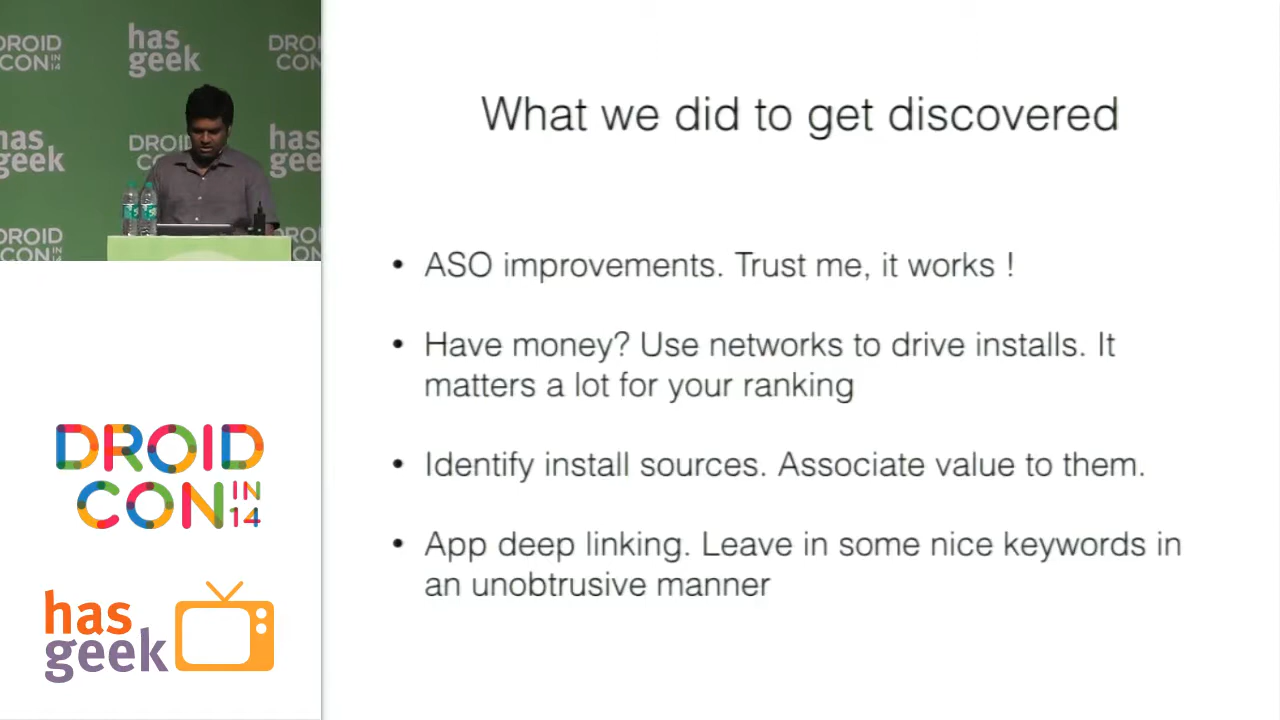 DROID
CON IN
14
has
geek
DROID
CON
has
geek
DROID
has
geek
DROID
CON
What we did to get discovered
• ASO improvements. Trust me, it works !
• Have money? Use networks to drive installs. It
matters a lot for your ranking
• Identify install sources. Associate value to them.
• App deep linking. Leave in some nice keywords in
an unobtrusive manner
DROID
CON IN
14
has
geek